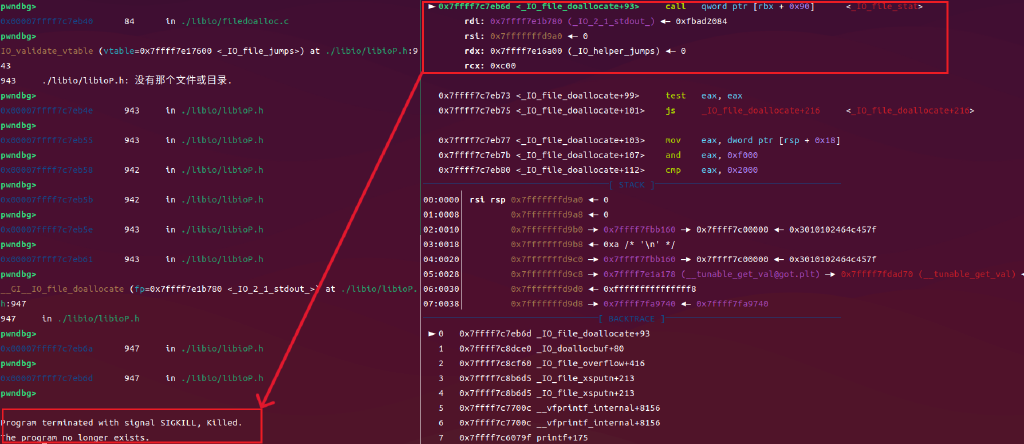 pwndbg>
0x00007ffff7c7eb40      84      in ./libio/filedoalloc.c
pwndbg>
IO_validate_vtable (vtable=0x7ffff7e17600 <_IO_file_jumps>) at ./libio/libioP.h:9
43
943     ./libio/libioP.h: 没有那个文件或目录.
pwndbg>
0x00007ffff7c7eb4e      943     in ./libio/libioP.h
pwndbg>
0x00007ffff7c7eb55      943     in ./libio/libioP.h
pwndbg>
0x00007ffff7c7eb58      942     in ./libio/libioP.h
pwndbg>
0x00007ffff7c7eb5b      942     in ./libio/libioP.h
pwndbg>
0x00007ffff7c7eb5e      943     in ./libio/libioP.h
pwndbg>
0x00007ffff7c7eb61      943     in ./libio/libioP.h
pwndbg>
__GI__IO_file_doallocate (fp=0x7ffff7e1b780 <_IO_2_1_stdout_>) at ./libio/libioP.
h:947
947     in ./libio/libioP.h
pwndbg>
0x00007ffff7c7eb6a      947     in ./libio/libioP.h
pwndbg>
0x00007ffff7c7eb6d      947     in ./libio/libioP.h
pwndbg>
Program terminated with signal SIGKILL, Killed.
The program no longer exists.
► 0x7ffff7c7eb6d <_IO_file_doallocate+93>    call   qword ptr [rbx + 0x90]      <_IO_file_stat>
rdi: 0x7ffff7e1b780 (_IO_2_1_stdout_) ◄— 0xfbad2084
rsi: 0x7fffffffd9a0 ◄— 0
rdx: 0x7ffff7e16a00 (_IO_helper_jumps) ◄— 0
rcx: 0xc00
0x7ffff7c7eb73 <_IO_file_doallocate+99>     test   eax, eax
0x7ffff7c7eb75 <_IO_file_doallocate+101>    js     _IO_file_doallocate+216     <_IO_file_doallocate+216>
0x7ffff7c7eb77 <_IO_file_doallocate+103>    mov    eax, dword ptr [rsp + 0x18]
0x7ffff7c7eb7b <_IO_file_doallocate+107>    and    eax, 0xf000
0x7ffff7c7eb80 <_IO_file_doallocate+112>    cmp    eax, 0x2000
[ STACK ]
00:0000│ rsi rsp 0x7fffffffd9a0 ◄— 0
01:0008│         0x7fffffffd9a8 ◄— 0
02:0010│         0x7fffffffd9b0 —► 0x7ffff7fbb160 —► 0x7ffff7c00000 ◄— 0x3010102464c457f
03:0018│         0x7fffffffd9b8 ◄— 0xa /* '\n' */
04:0020│         0x7fffffffd9c0 —► 0x7ffff7fbb160 —► 0x7ffff7c00000 ◄— 0x3010102464c457f
05:0028│         0x7fffffffd9c8 —► 0x7ffff7e1a178 (__tunable_get_val@got.plt) —► 0x7ffff7fdad70 (__tunable_get_val) ◄
06:0030│         0x7fffffffd9d0 ◄— 0xfffffffffffffff8
07:0038│         0x7fffffffd9d8 —► 0x7ffff7fa9740 ◄— 0x7ffff7fa9740
[ BACKTRACE ]
► 0   0x7ffff7c7eb6d _IO_file_doallocate+93
1   0x7ffff7c8dce0 _IO_doallocbuf+80
2   0x7ffff7c8cf60 _IO_file_overflow+416
3   0x7ffff7c8b6d5 _IO_file_xsputn+213
4   0x7ffff7c8b6d5 _IO_file_xsputn+213
5   0x7ffff7c7700c __vfprintf_internal+8156
6   0x7ffff7c7700c __vfprintf_internal+8156
7   0x7ffff7c6079f printf+175